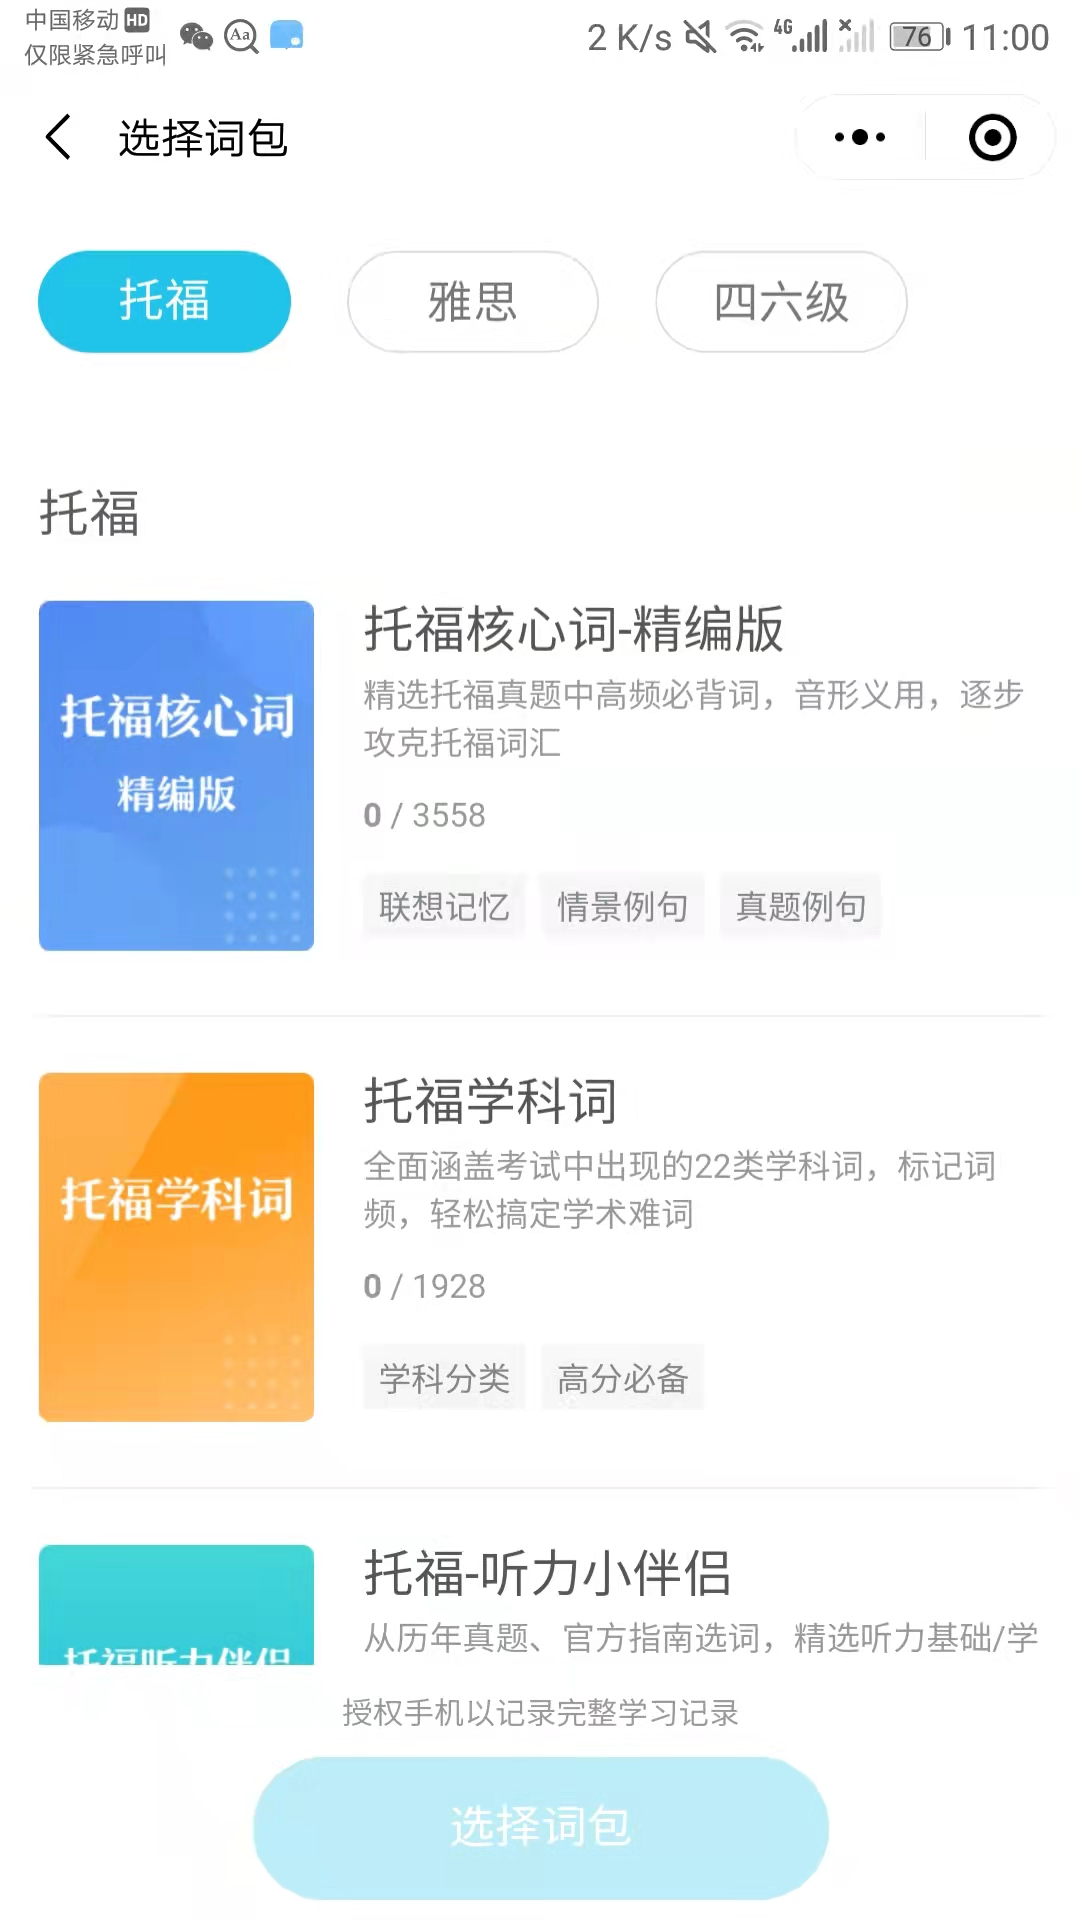 中国移动 HD
仅限紧急呼叫
Aa
2 K/s 4G 76 11:00
选择词包
托福 雅思 四六级
托福
托福核心词
精编版
托福核心词-精编版
精选托福真题中高频必背词，音形义用，逐步
攻克托福词汇
0 / 3558
联想记忆 情景例句 真题例句
托福学科词
托福学科词
全面涵盖考试中出现的22类学科词，标记词
频，轻松搞定学术难词
0 / 1928
学科分类 高分必备
托福听力伴侣
托福-听力小伴侣
从历年真题、官方指南选词，精选听力基础/学
授权手机以记录完整学习记录
选择词包